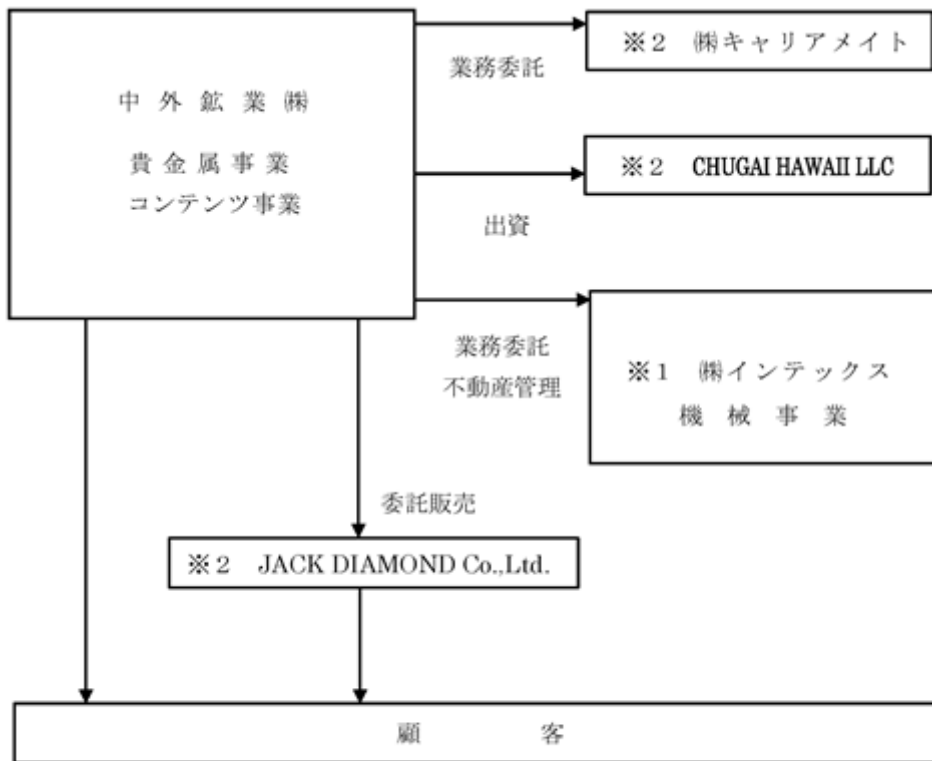 ※2 ㈱キャリアメイト
業務委託
中外鉱業㈱
貴金属事業
コンテンツ事業
※2 CHUGAI HAWAII LLC
出資
業務委託
不動産管理
※1 ㈱インテックス
機械事業
委託販売
※2 JACK DIAMOND Co.,Ltd.
顧客